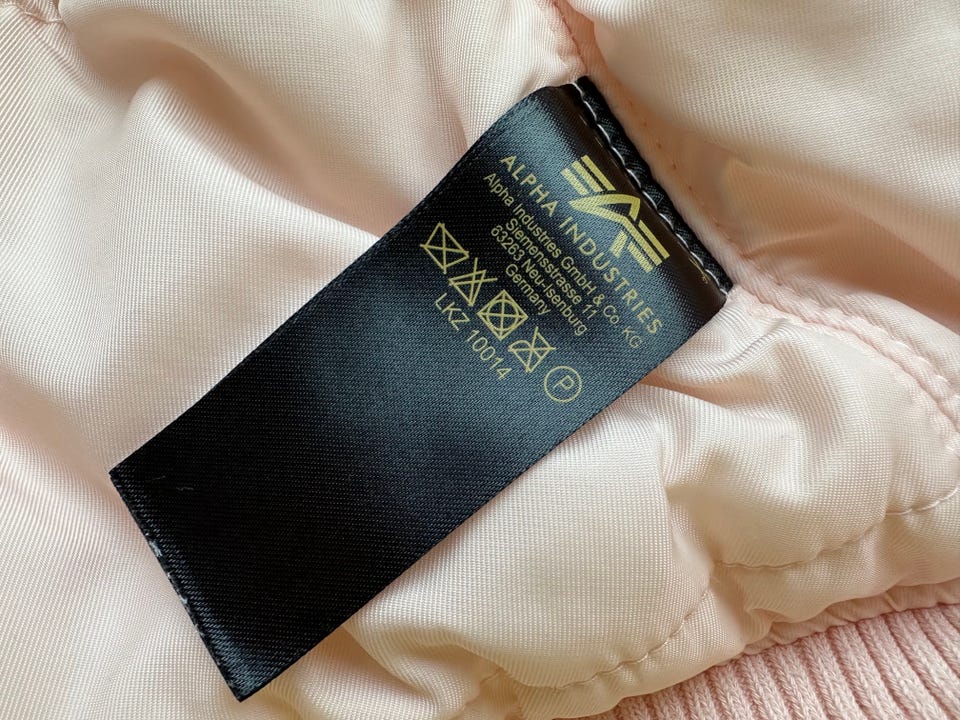 ALPHA INDUSTRIES
Alpha Industries GmbH & Co. KG
Siemensstrasse 11
63263 Neu-Isenburg
Germany
P
LKZ 10014